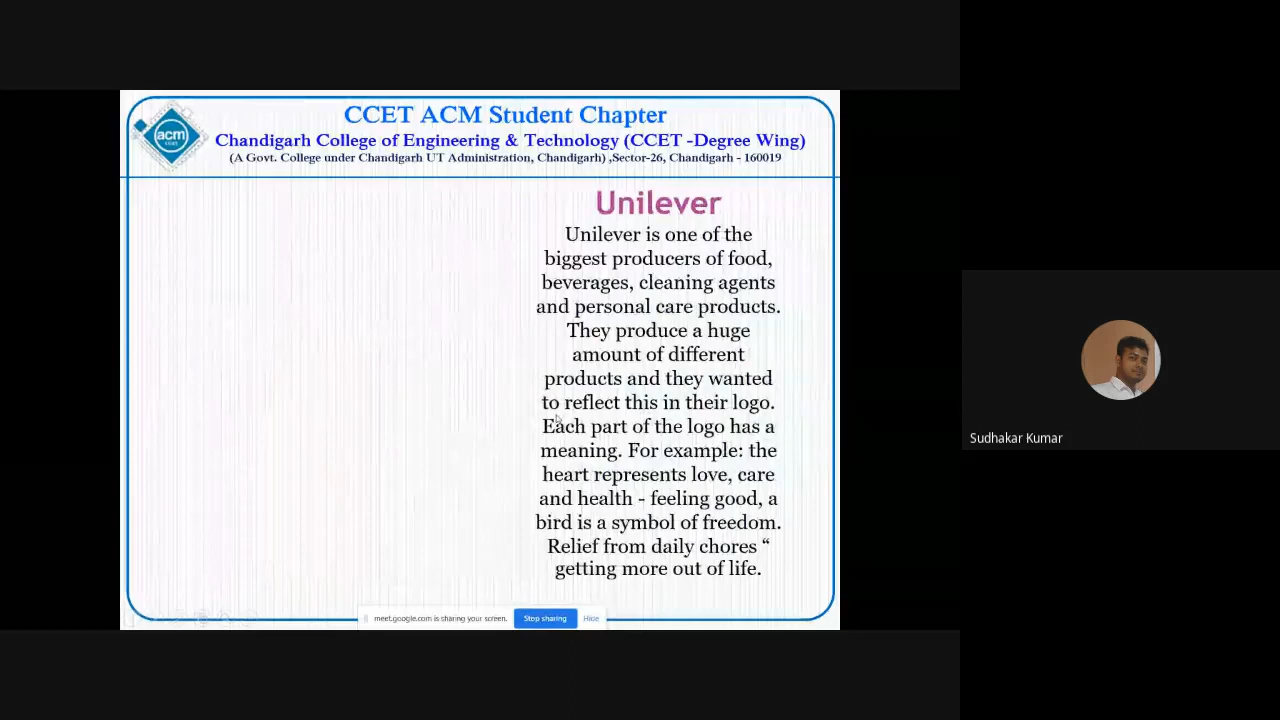 CCET ACM Student Chapter
Chandigarh College of Engineering & Technology (CCET -Degree Wing)
(A Govt. College under Chandigarh UT Administration, Chandigarh) ,Sector-26, Chandigarh - 160019
acm
Unilever
Unilever is one of the
biggest producers of food,
beverages, cleaning agents
and personal care products.
They produce a huge
amount of different
products and they wanted
to reflect this in their logo.
Each part of the logo has a
meaning. For example: the
heart represents love, care
and health - feeling good, a
bird is a symbol of freedom.
Relief from daily chores “
getting more out of life.
meet.google.com is sharing your screen.
Stop sharing
Hide
Sudhakar Kumar